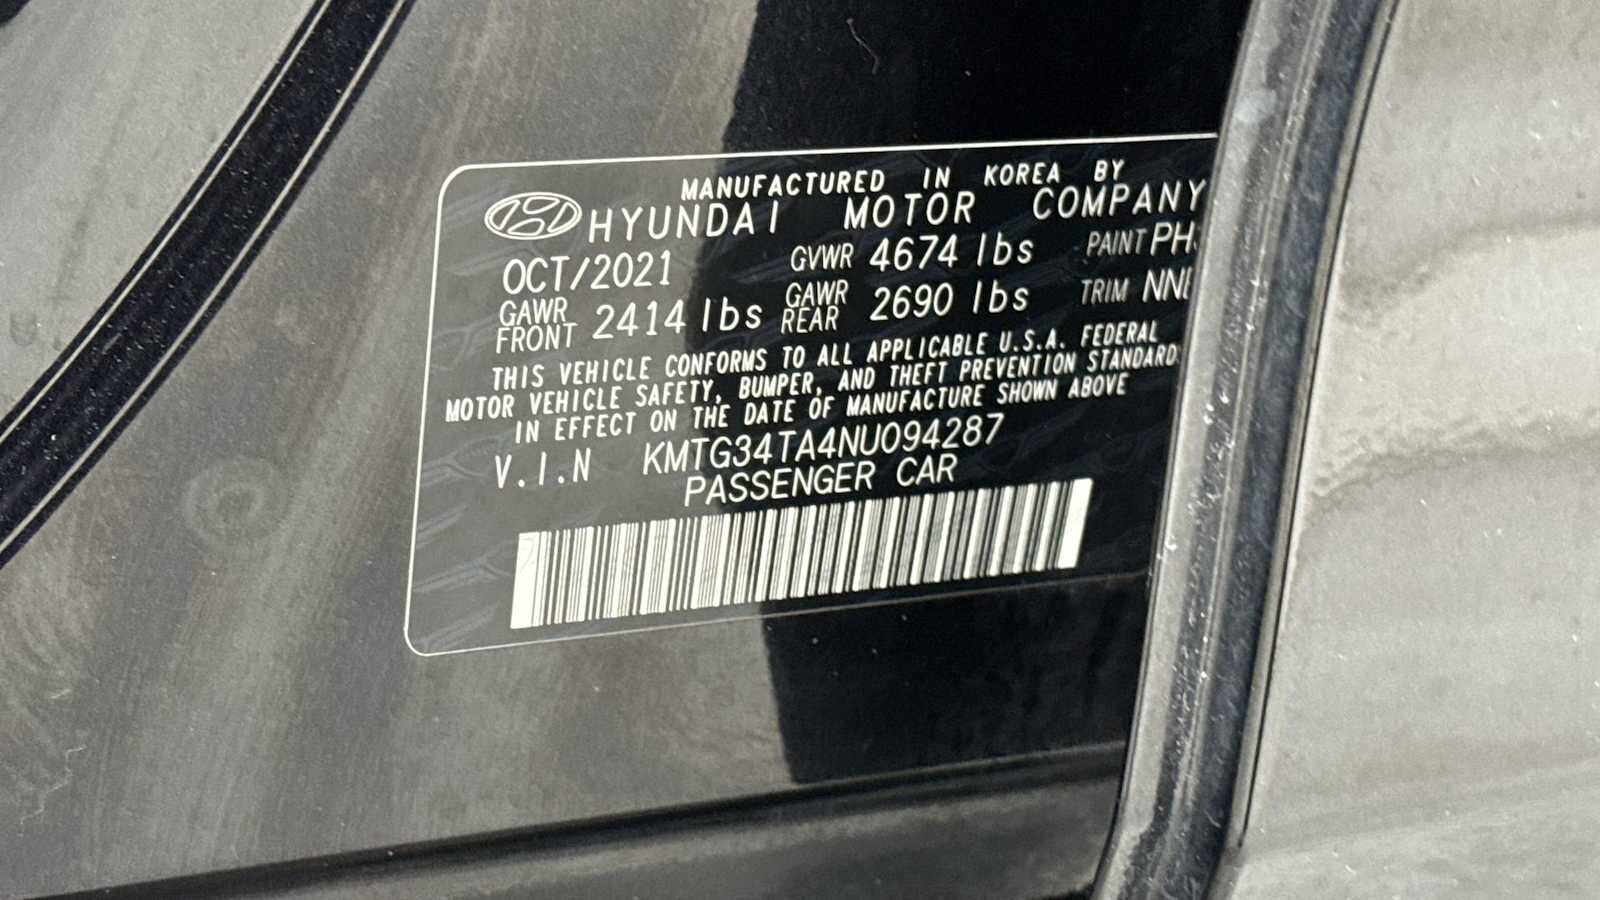 MANUFACTURED IN KOREA BY
HYUNDAI MOTOR COMPANY
OCT/2021 GVWR 4674 lbs PAINT
GAWR FRONT 2414 lbs GAWR REAR 2690 lbs TRIM
THIS VEHICLE CONFORMS TO ALL APPLICABLE U.S.A. FEDERAL
MOTOR VEHICLE SAFETY, BUMPER, AND THEFT PREVENTION STANDARD
IN EFFECT ON THE DATE OF MANUFACTURE SHOWN ABOVE
V.I.N KMTG34TA4NU094287
PASSENGER CAR